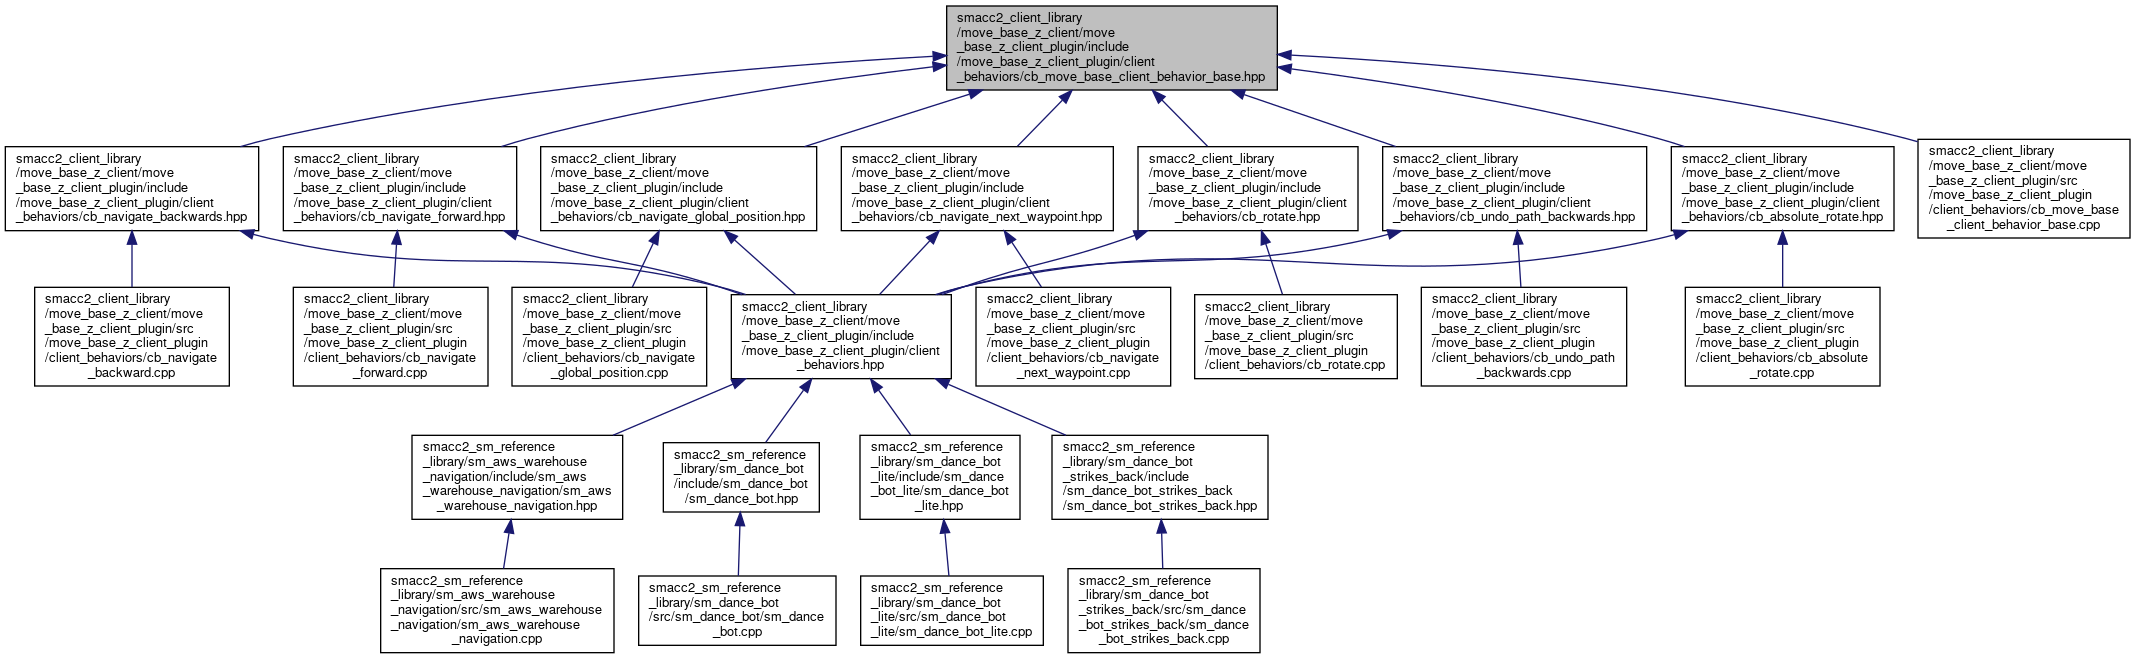 smacc2_client_library
/move_base_z_client/move
_base_z_client_plugin/include
/move_base_z_client_plugin/client
_behaviors/cb_move_base_client_behavior_base.hpp
smacc2_client_library
/move_base_z_client/move
_base_z_client_plugin/include
/move_base_z_client_plugin/client
_behaviors/cb_navigate_backwards.hpp
smacc2_client_library
/move_base_z_client/move
_base_z_client_plugin/include
/move_base_z_client_plugin/client
_behaviors/cb_navigate_forward.hpp
smacc2_client_library
/move_base_z_client/move
_base_z_client_plugin/include
/move_base_z_client_plugin/client
_behaviors/cb_navigate_global_position.hpp
smacc2_client_library
/move_base_z_client/move
_base_z_client_plugin/include
/move_base_z_client_plugin/client
_behaviors/cb_navigate_next_waypoint.hpp
smacc2_client_library
/move_base_z_client/move
_base_z_client_plugin/include
/move_base_z_client_plugin/client
_behaviors/cb_rotate.hpp
smacc2_client_library
/move_base_z_client/move
_base_z_client_plugin/include
/move_base_z_client_plugin/client
_behaviors/cb_undo_path_backwards.hpp
smacc2_client_library
/move_base_z_client/move
_base_z_client_plugin/include
/move_base_z_client_plugin/client
_behaviors/cb_absolute_rotate.hpp
smacc2_client_library
/move_base_z_client/move
_base_z_client_plugin/src
/move_base_z_client_plugin
/client_behaviors/cb_move_base
_client_behavior_base.cpp
smacc2_client_library
/move_base_z_client/move
_base_z_client_plugin/src
/move_base_z_client_plugin
/client_behaviors/cb_navigate
_backward.cpp
smacc2_client_library
/move_base_z_client/move
_base_z_client_plugin/src
/move_base_z_client_plugin
/client_behaviors/cb_navigate
_forward.cpp
smacc2_client_library
/move_base_z_client/move
_base_z_client_plugin/src
/move_base_z_client_plugin
/client_behaviors/cb_navigate
_global_position.cpp
smacc2_client_library
/move_base_z_client/move
_base_z_client_plugin/include
/move_base_z_client_plugin/client
_behaviors.hpp
smacc2_client_library
/move_base_z_client/move
_base_z_client_plugin/src
/move_base_z_client_plugin
/client_behaviors/cb_navigate
_next_waypoint.cpp
smacc2_client_library
/move_base_z_client/move
_base_z_client_plugin/src
/move_base_z_client_plugin
/client_behaviors/cb_rotate.cpp
smacc2_client_library
/move_base_z_client/move
_base_z_client_plugin/src
/move_base_z_client_plugin
/client_behaviors/cb_undo_path
_backwards.cpp
smacc2_client_library
/move_base_z_client/move
_base_z_client_plugin/src
/move_base_z_client_plugin
/client_behaviors/cb_absolute
_rotate.cpp
smacc2_sm_reference
_library/sm_aws_warehouse
_navigation/include/sm_aws
_warehouse_navigation/sm_aws
_warehouse_navigation.hpp
smacc2_sm_reference
_library/sm_dance_bot
/include/sm_dance_bot
/sm_dance_bot.hpp
smacc2_sm_reference
_library/sm_dance_bot
_lite/include/sm_dance
_bot_lite/sm_dance_bot
_lite.hpp
smacc2_sm_reference
_library/sm_dance_bot
_strikes_back/include
/sm_dance_bot_strikes_back
/sm_dance_bot_strikes_back.hpp
smacc2_sm_reference
_library/sm_aws_warehouse
_navigation/src/sm_aws_warehouse
_navigation/sm_aws_warehouse
_navigation.cpp
smacc2_sm_reference
_library/sm_dance_bot
/src/sm_dance_bot/sm_dance
_bot.cpp
smacc2_sm_reference
_library/sm_dance_bot
_lite/src/sm_dance_bot
_lite/sm_dance_bot_lite.cpp
smacc2_sm_reference
_library/sm_dance_bot
_strikes_back/src/sm_dance
_bot_strikes_back/sm_dance
_bot_strikes_back.cpp